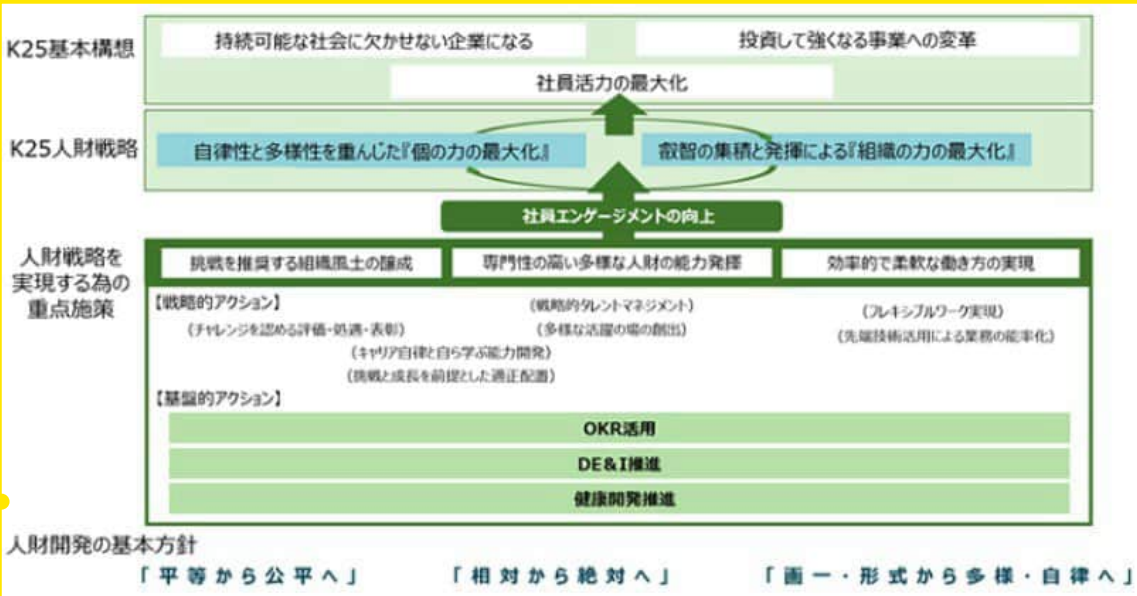 K25基本構想
持続可能な社会に欠かせない企業になる
投資して強くなる事業への変革
社員活力の最大化
K25人財戦略
自律性と多様性を重んじた『個の力の最大化』
叡智の集積と発揮による『組織の力の最大化』
社員エンゲージメントの向上
人財戦略を
実現する為の
重点施策
挑戦を推奨する組織風土の醸成
専門性の高い多様な人財の能力発揮
効率的で柔軟な働き方の実現
【戦略的アクション】
(チャレンジを認める評価・処遇・表彰)
(戦略的タレントマネジメント)
(多様な活躍の場の創出)
(キャリア自律と自ら学ぶ能力開発)
(挑戦と成長を前提とした適正配置)
(フレキシブルワーク実現)
(先端技術活用による業務の能率化)
【基盤的アクション】
OKR活用
DE&I推進
健康開発推進
人財開発の基本方針
「平等から公平へ」
「相対から絶対へ」
「画一・形式から多様・自律へ」